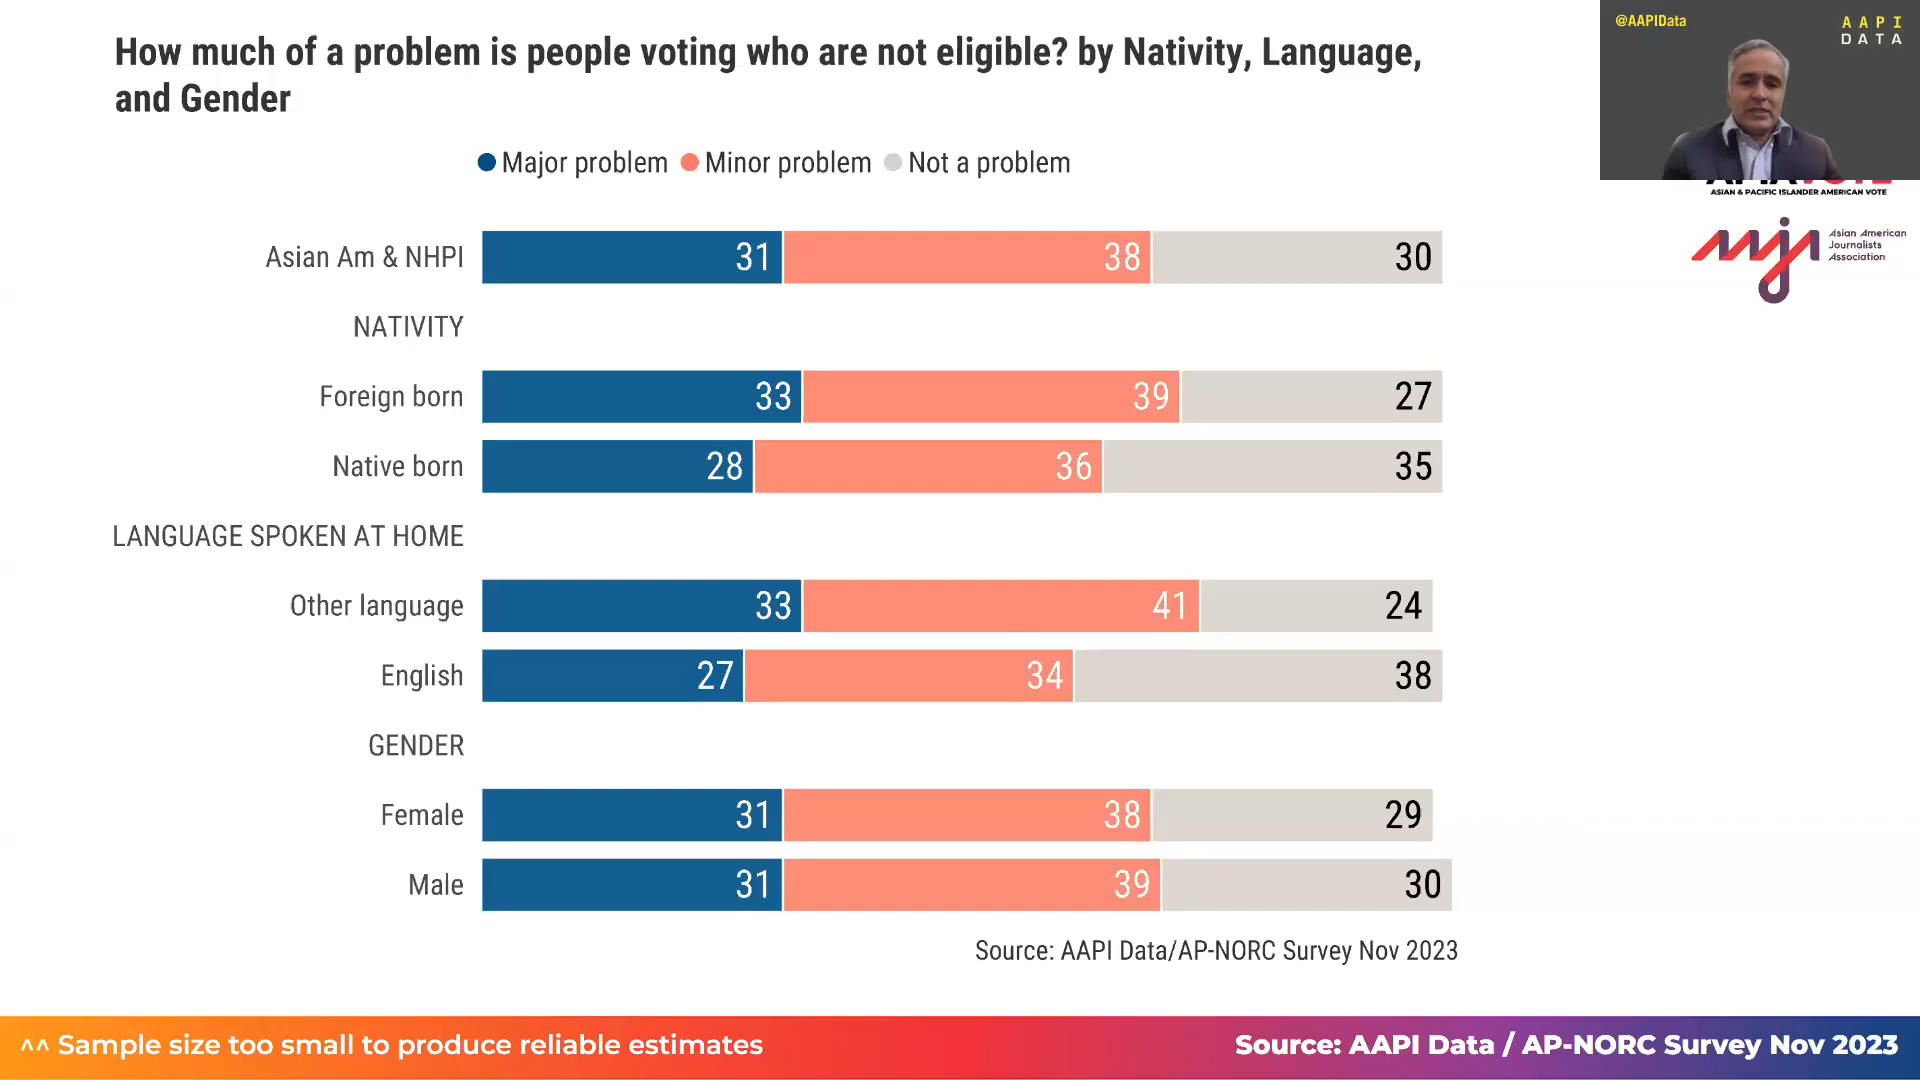 How much of a problem is people voting who are not eligible? by Nativity, Language,
and Gender
Major problem Minor problem Not a problem
Asian Am & NHPI 31 38 30
NATIVITY
Foreign born 33 39 27
Native born 28 36 35
LANGUAGE SPOKEN AT HOME
Other language 33 41 24
English 27 34 38
GENDER
Female 31 38 29
Male 31 39 30
Source: AAPI Data/AP-NORC Survey Nov 2023
@AAPIData
AAPI
DATA
ASIAN & PACIFIC ISLANDER AMERICAN VOTE
Asian American
Journalists
Association
^^ Sample size too small to produce reliable estimates
Source: AAPI Data / AP-NORC Survey Nov 2023